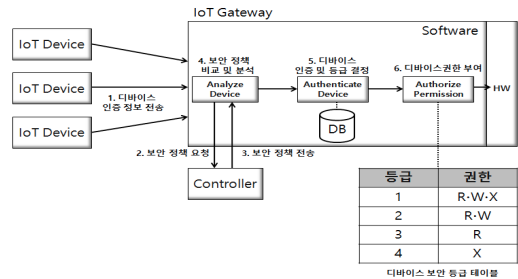 IoT Gateway
Software
IoT Device
IoT Device
IoT Device
1. 디바이스
인증 정보 전송
4. 보안 정책
비교 및 분석
Analyze
Device
5. 디바이스
인증 및 등급 결정
Authenticate
Device
DB
6. 디바이스권한 부여
Authorize
Permission
HW
2. 보안 정책 요청
3. 보안 정책 전송
Controller
등급 권한
1 R·W·X
2 R·W
3 R
4 X
디바이스 보안 등급 테이블